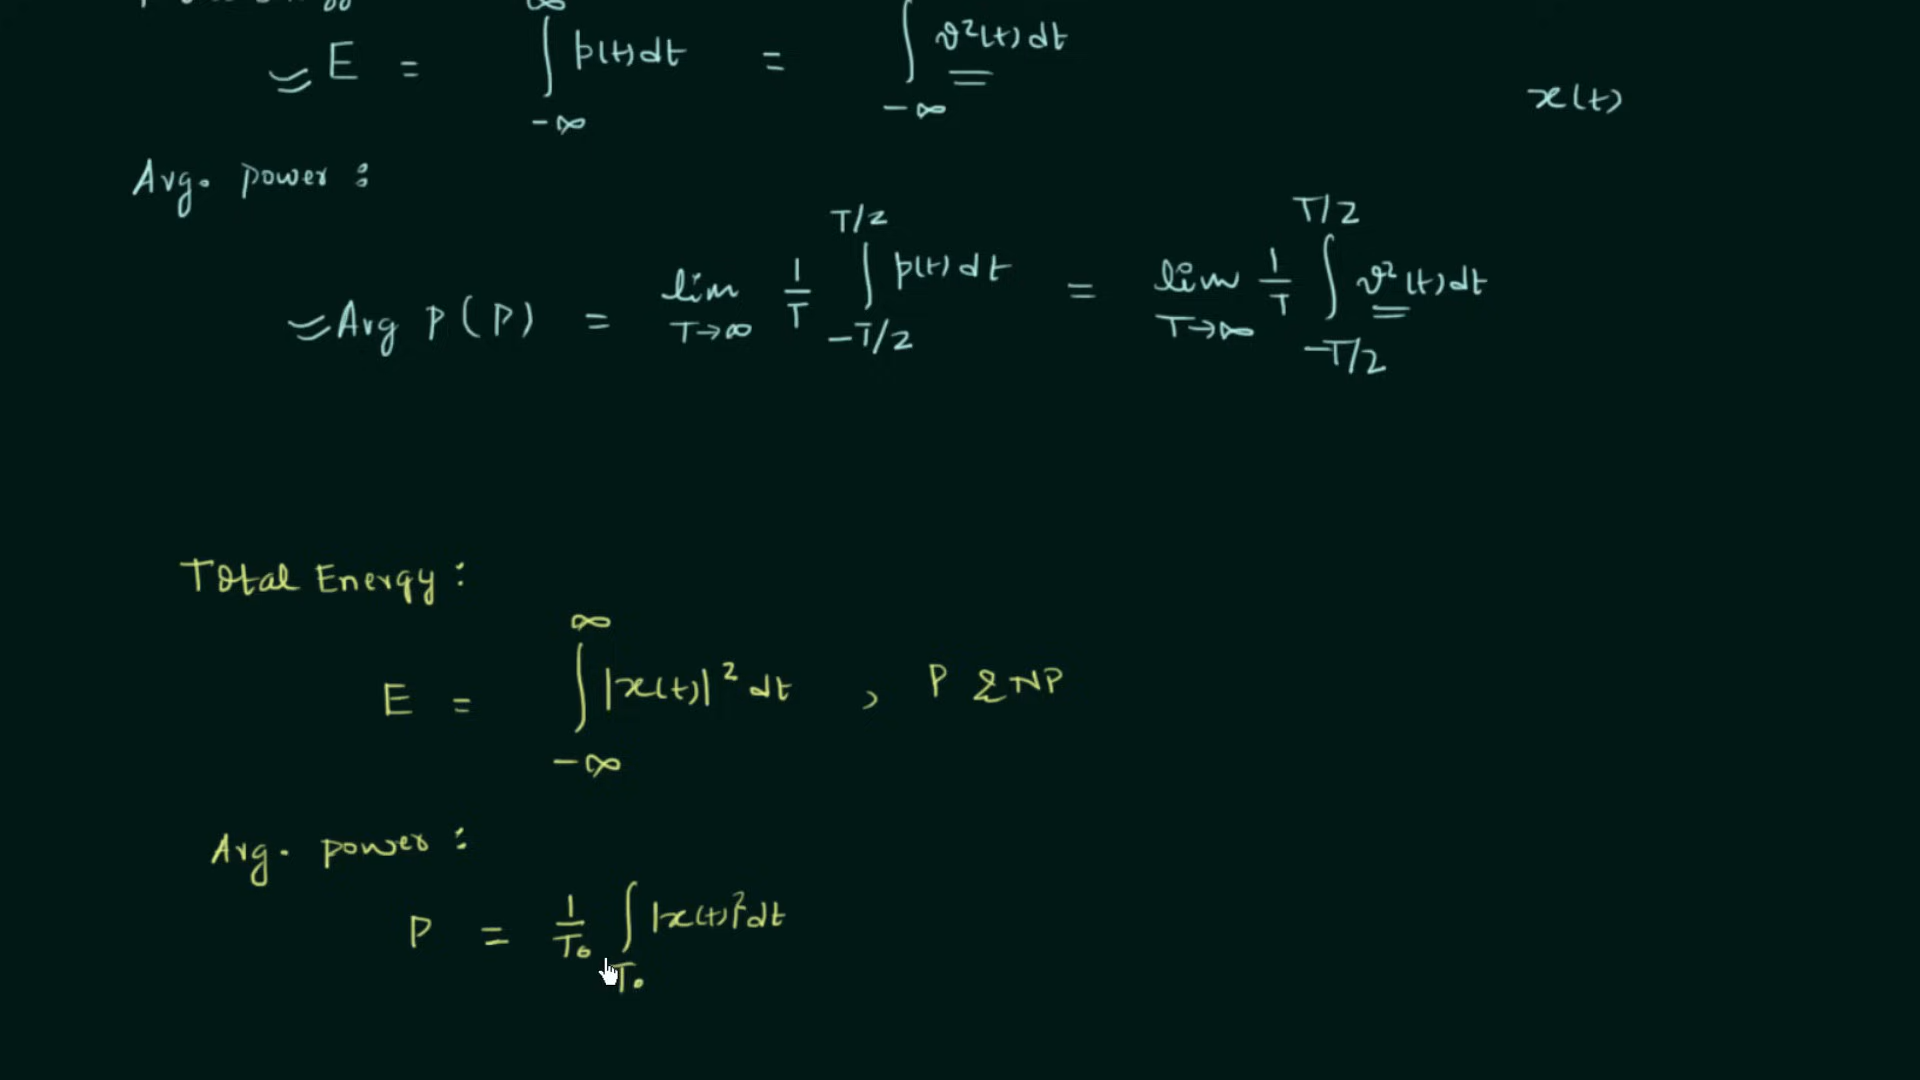 E = ∫_{-∞}^{∞} p(t)dt = ∫_{-∞} v²(t)dt
x(t)
Avg. power :
Avg P(P) = lim_{T→∞} 1/T ∫_{-T/2}^{T/2} p(t)dt = lim_{T→∞} 1/T ∫_{-T/2}^{T/2} v²(t)dt
Total Energy :
E = ∫_{-∞}^{∞} |x(t)|² dt , P & NP
Avg. power :
P = 1/T₀ ∫_{T₀} |x(t)|² dt